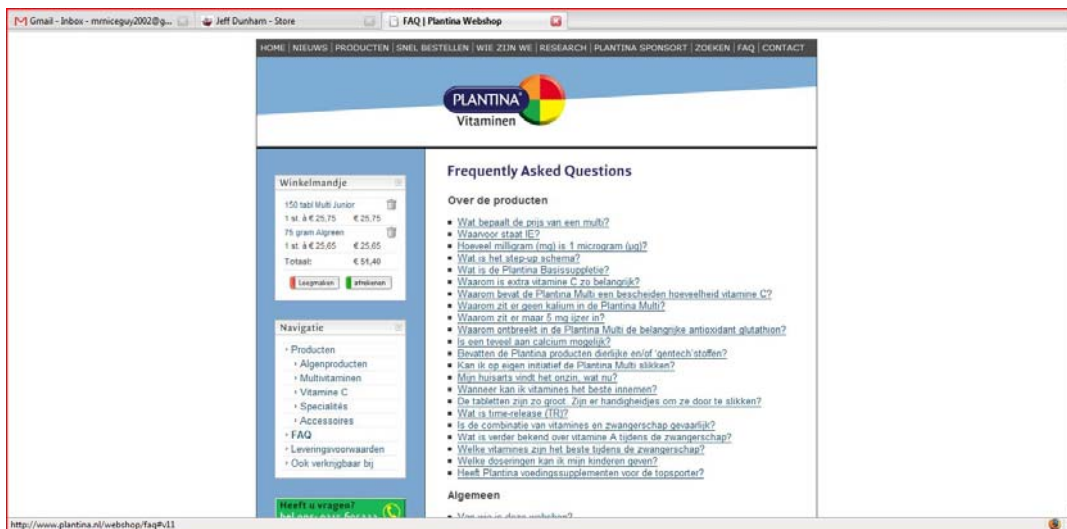 Gmail - Inbox - mrniceguy2002@g...
Jeff Dunham - Store
FAQ | Plantina Webshop
HOME | NIEUWS | PRODUCTEN | SNEL BESTELLEN | WIE ZIJN WE | RESEARCH | PLANTINA SPONSORT | ZOEKEN | FAQ | CONTACT
PLANTINA®
Vitaminen
Winkelmandje
150 tabl Multi Junior
1 st. à € 25,75 € 25,75
75 gram Algreen
1 st. à € 25,65 € 25,65
Totaal: € 51,40
Leegmaken afrekenen
Navigatie
Producten
Algenproducten
Multivitaminen
Vitamine C
Specialités
Accessoires
FAQ
Leveringsvoorwaarden
Ook verkrijgbaar bij
Heeft u vragen?
Frequently Asked Questions
Over de producten
Wat bepaalt de prijs van een multi?
Waarvoor staat IE?
Hoeveel milligram (mg) is 1 microgram (µg)?
Wat is het step-up schema?
Wat is de Plantina Basissuppletie?
Waarom is extra vitamine C zo belangrijk?
Waarom bevat de Plantina Multi een bescheiden hoeveelheid vitamine C?
Waarom zit er geen kalium in de Plantina Multi?
Waarom zit er maar 5 mg ijzer in?
Waarom ontbreekt in de Plantina Multi de belangrijke antioxidant glutathion?
Is een teveel aan calcium mogelijk?
Bevatten de Plantina producten dierlijke en/of 'gentech'stoffen?
Kan ik op eigen initiatief de Plantina Multi slikken?
Mijn huisarts vindt het onzin, wat nu?
Wanneer kan ik vitamines het beste innemen?
De tabletten zijn zo groot. Zijn er handigheidjes om ze door te slikken?
Wat is time-release (TR)?
Is de combinatie van vitamines en zwangerschap gevaarlijk?
Wat is verder bekend over vitamine A tijdens de zwangerschap?
Welke vitamines zijn het beste tijdens de zwangerschap?
Welke doseringen kan ik mijn kinderen geven?
Heeft Plantina voedingssupplementen voor de topsporter?
Algemeen
Van wie is deze webshop?
http://www.plantina.nl/webshop/faq#v11